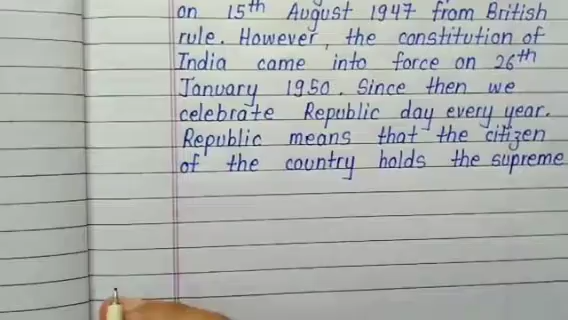 on 15th August 1947 from British
rule. However, the constitution of
India came into force on 26th
January 1950. Since then we
celebrate Republic day every year.
Republic means that the citizen
of the country holds the supreme